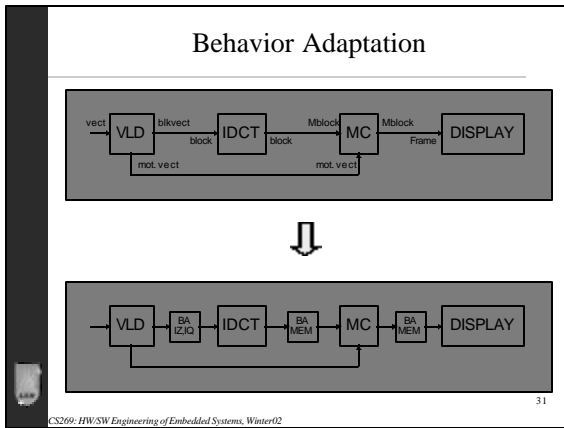 Behavior Adaptation
vect VLD blkvect block IDCT block Mblock MC Mblock Frame DISPLAY
mot. vect mot. vect
VLD BA IZ,IQ IDCT BA MEM MC BA MEM DISPLAY
31
CS269: HW/SW Engineering of Embedded Systems, Winter02